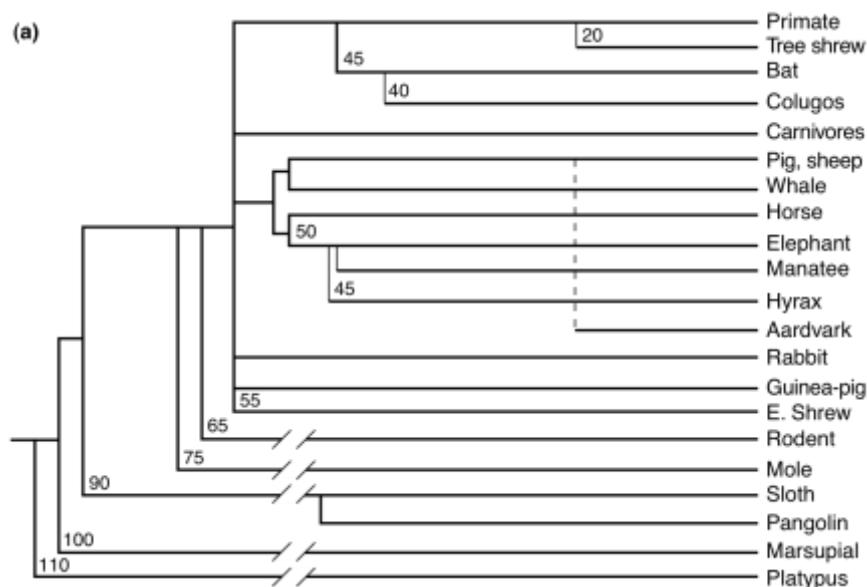 (a)
Primate
20
Tree shrew
45
Bat
40
Colugos
Carnivores
Pig, sheep
Whale
Horse
50
Elephant
Manatee
45
Hyrax
Aardvark
Rabbit
Guinea-pig
55
E. Shrew
65
Rodent
75
Mole
90
Sloth
Pangolin
100
Marsupial
110
Platypus